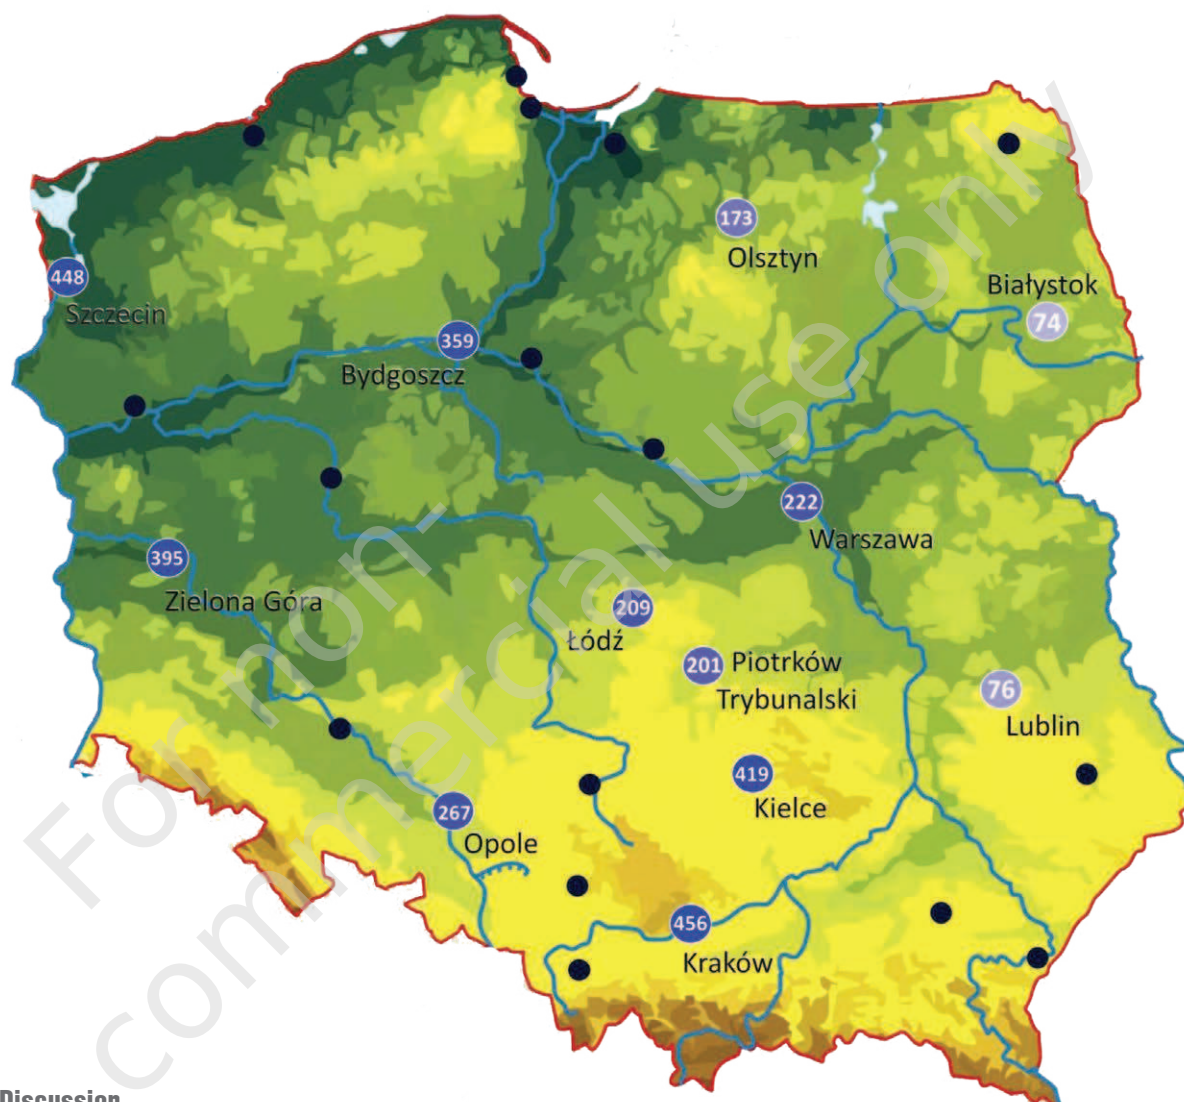 173
Olsztyn
448
Szczecin
Białystok
74
359
Bydgoszcz
222
Warszawa
395
Zielona Góra
209
Łódź
201 Piotrków
Trybunalski
76
Lublin
419
Kielce
267
Opole
456
Kraków
For non-
commercial use only
Discussion